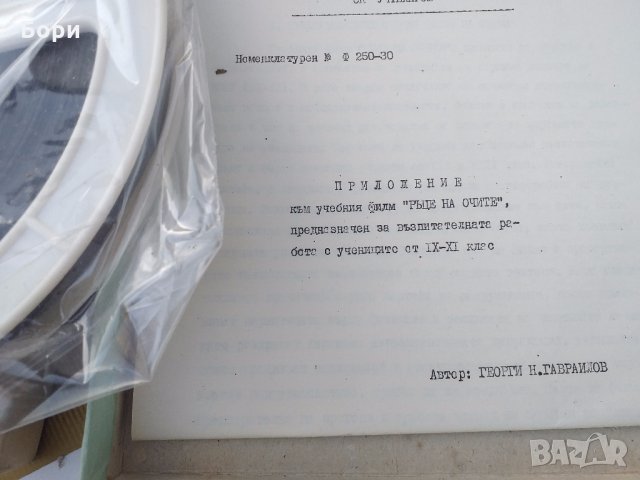 Бори
Номенклатурен № Ф 250-30
ПРИЛОЖЕНИЕ
към учебния филм "РЪЦЕ НА ОЧИТЕ",
предназначен за възпитателната ра-
бота с учениците от IX-XI клас
Автор: ГЕОРГИ Н.ГАВРАИЛОВ
Бори
BAZAR.bg